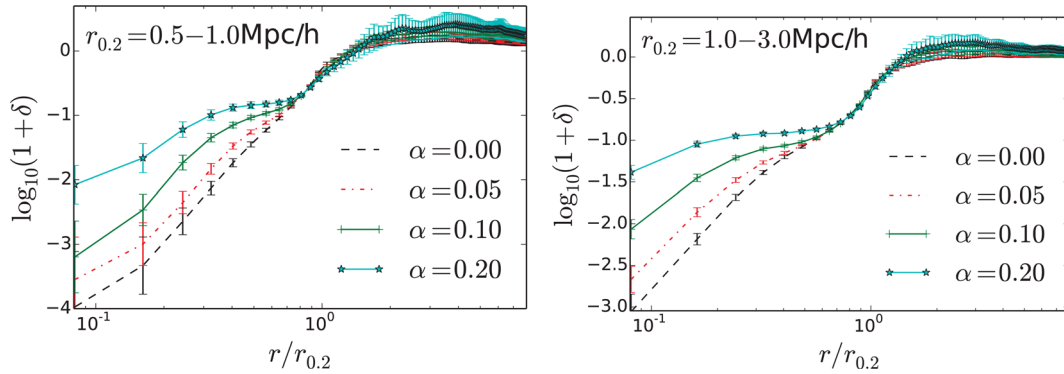 r₀.₂ = 0.5–1.0Mpc/h
log₁₀(1+δ)
0
−1
−2
−3
−4
α=0.00
α=0.05
α=0.10
α=0.20
10⁻¹
10⁰
r/r₀.₂
r₀.₂ = 1.0–3.0Mpc/h
log₁₀(1+δ)
0.5
0.0
−0.5
−1.0
−1.5
−2.0
−2.5
−3.0
α=0.00
α=0.05
α=0.10
α=0.20
10⁻¹
10⁰
r/r₀.₂